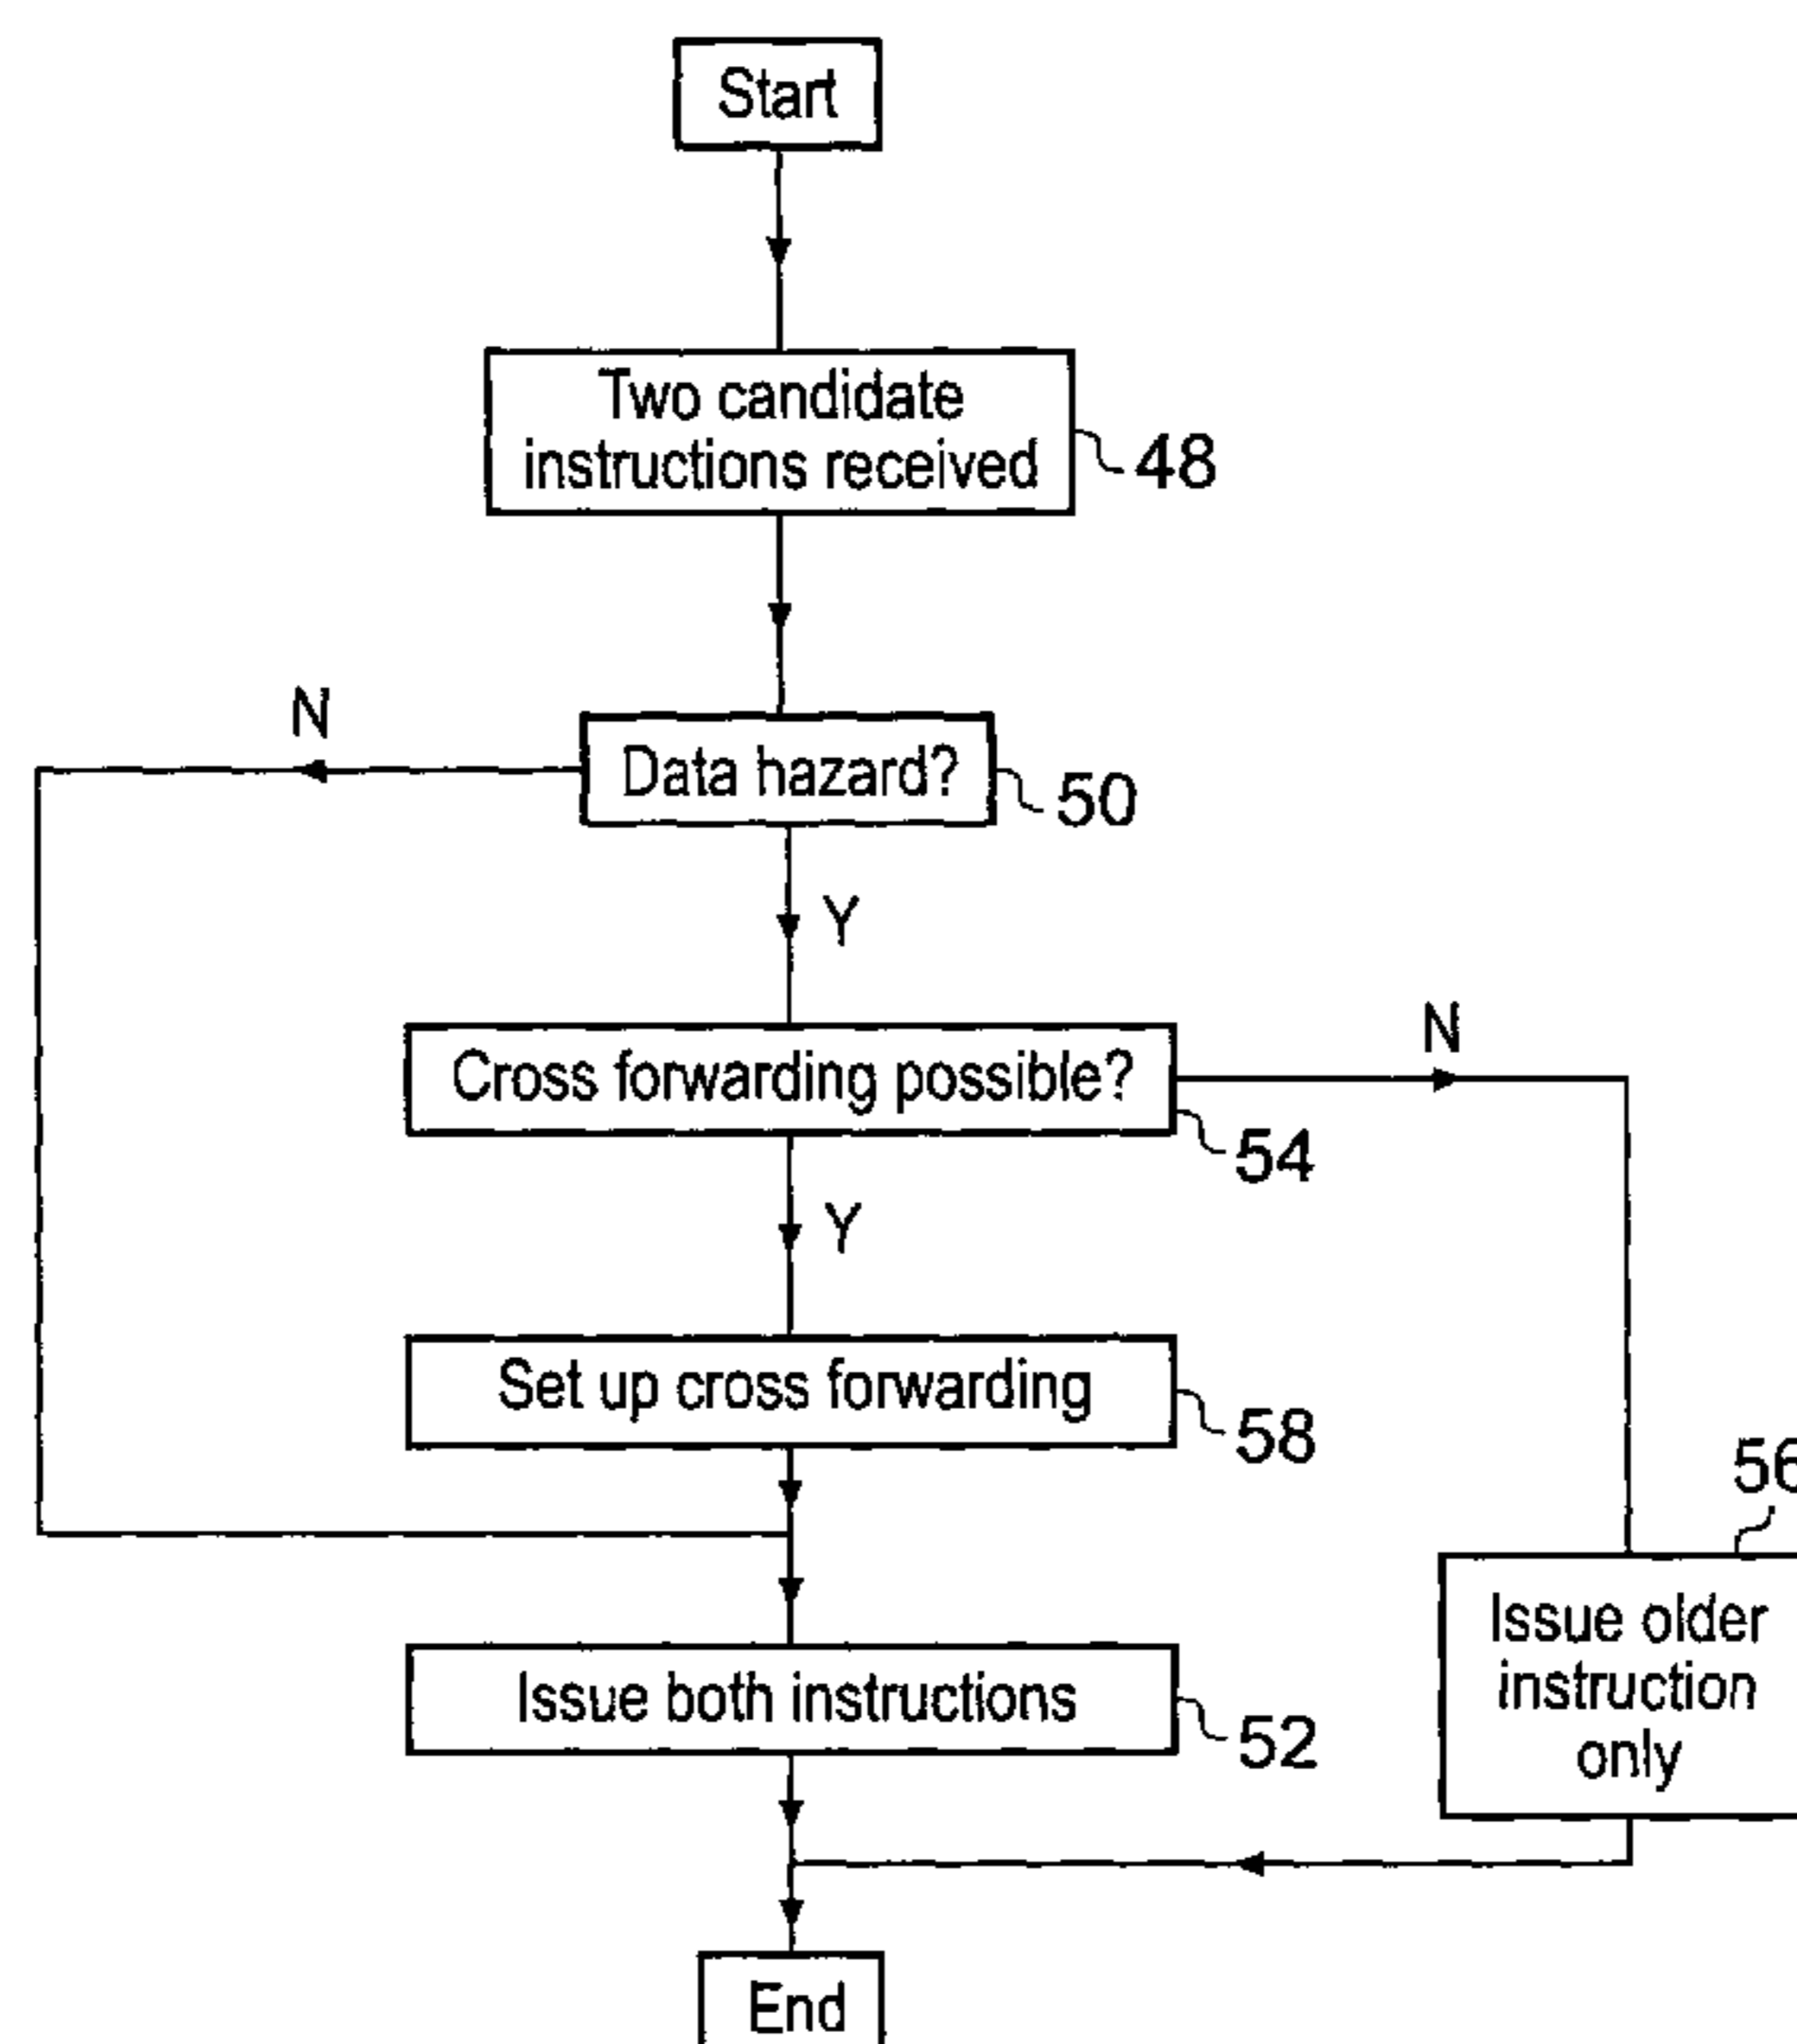 Start
Two candidate
instructions received
48
N
Data hazard?
50
Y
Cross forwarding possible?
N
54
Y
Set up cross forwarding
58
56
Issue older
instruction
only
Issue both instructions
52
End